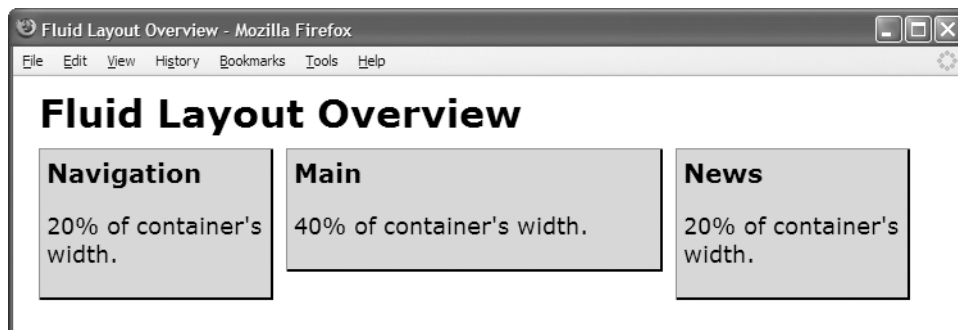 Fluid Layout Overview - Mozilla Firefox
File Edit View History Bookmarks Tools Help
Fluid Layout Overview
Navigation
20% of container's
width.
Main
40% of container's width.
News
20% of container's
width.